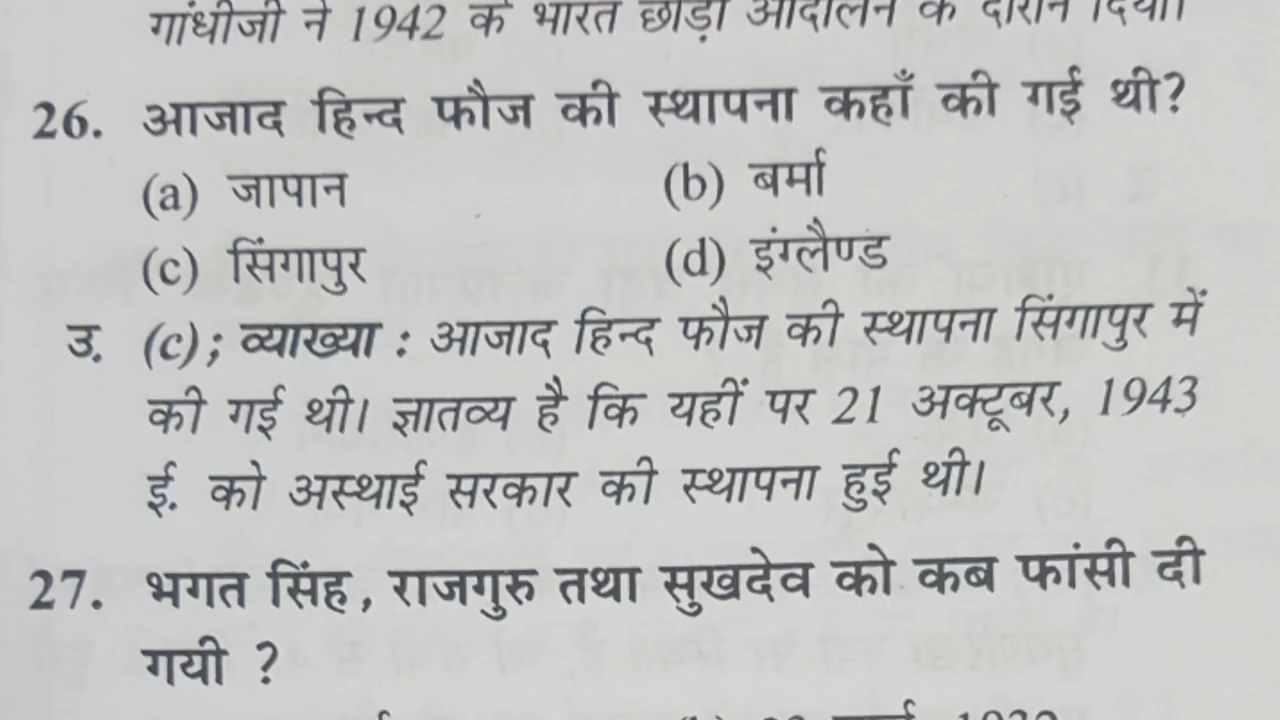 गांधीजी ने 1942 के भारत छोड़ो आंदोलन के दौरान दिया।
26. आजाद हिन्द फौज की स्थापना कहाँ की गई थी?
(a) जापान (b) बर्मा
(c) सिंगापुर (d) इंग्लैण्ड
उ. (c); व्याख्या : आजाद हिन्द फौज की स्थापना सिंगापुर में
की गई थी। ज्ञातव्य है कि यहीं पर 21 अक्टूबर, 1943
ई. को अस्थाई सरकार की स्थापना हुई थी।
27. भगत सिंह, राजगुरु तथा सुखदेव को कब फांसी दी
गयी ?